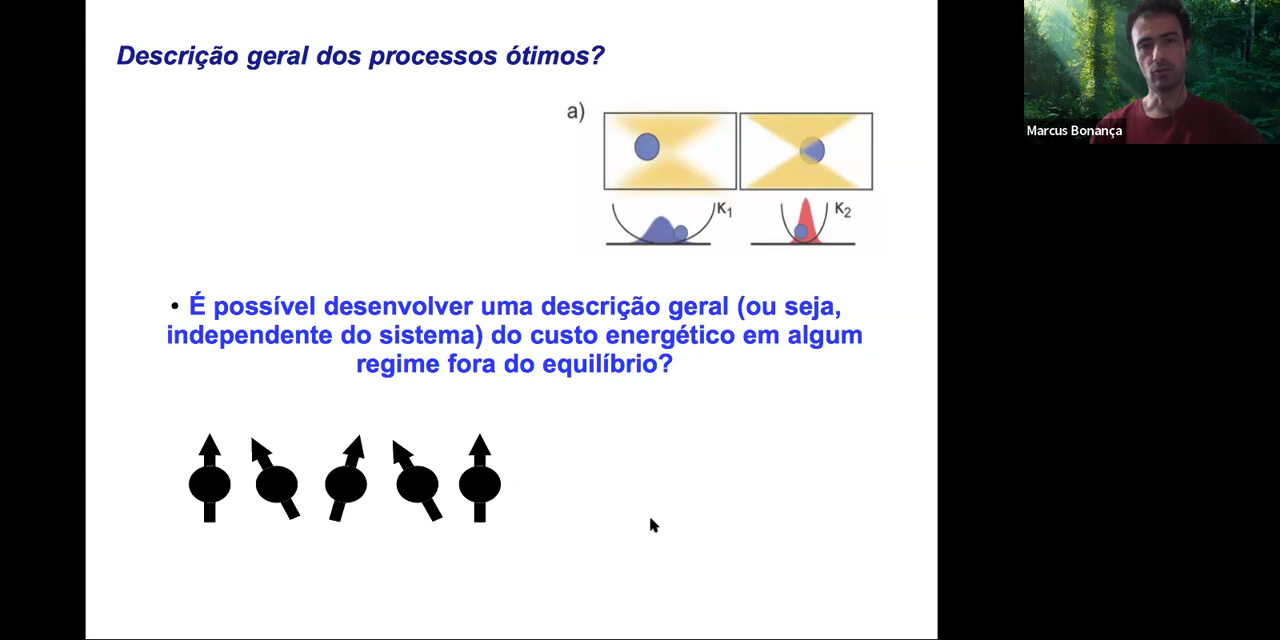 Descrição geral dos processos ótimos?
a)
K1
K2
• É possível desenvolver uma descrição geral (ou seja,
independente do sistema) do custo energético em algum
regime fora do equilíbrio?
Marcus Bonança